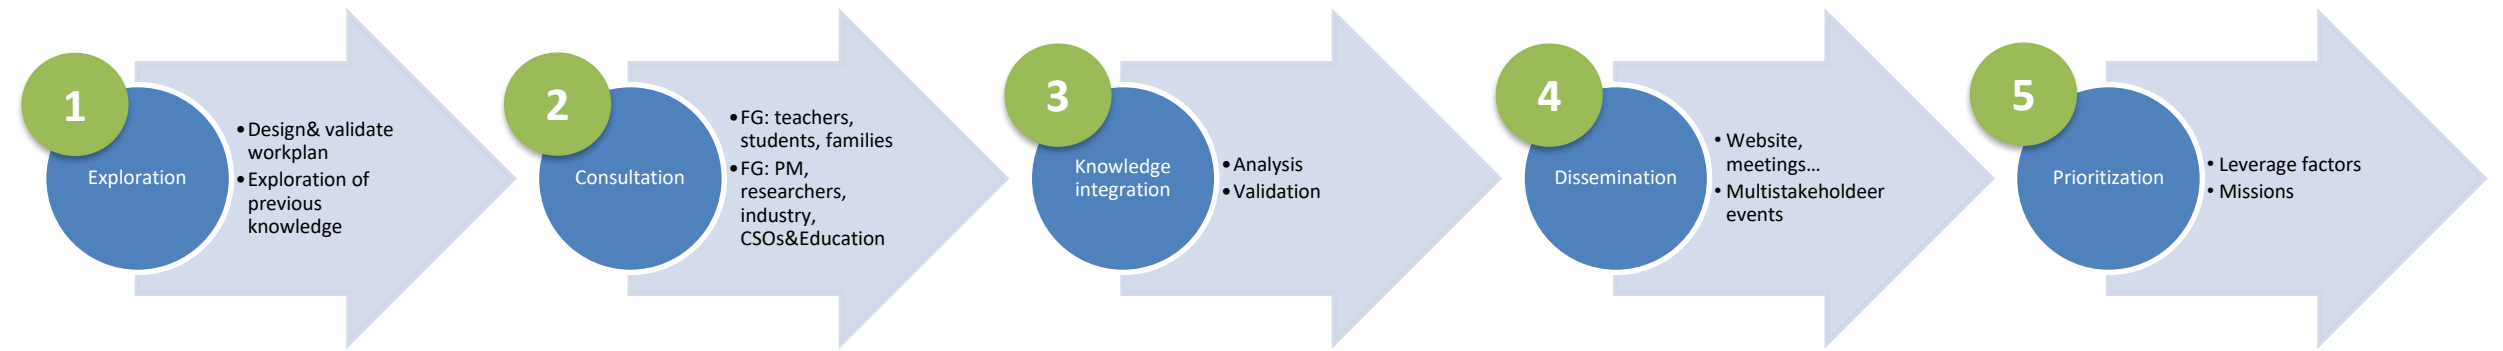 1
Exploration
•Design& validate
workplan
•Exploration of
previous
knowledge
2
Consultation
•FG: teachers,
students, families
•FG: PM,
researchers,
industry,
CSOs&Education
3
Knowledge
integration
•Analysis
•Validation
4
Dissemination
• Website,
meetings...
• Multistakeholdeer
events
5
Prioritization
• Leverage factors
• Missions